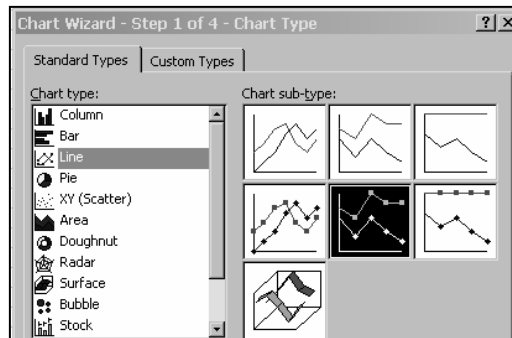 Chart Wizard - Step 1 of 4 - Chart Type
Standard Types Custom Types
Chart type:
Column
Bar
Line
Pie
XY (Scatter)
Area
Doughnut
Radar
Surface
Bubble
Stock
Chart sub-type: